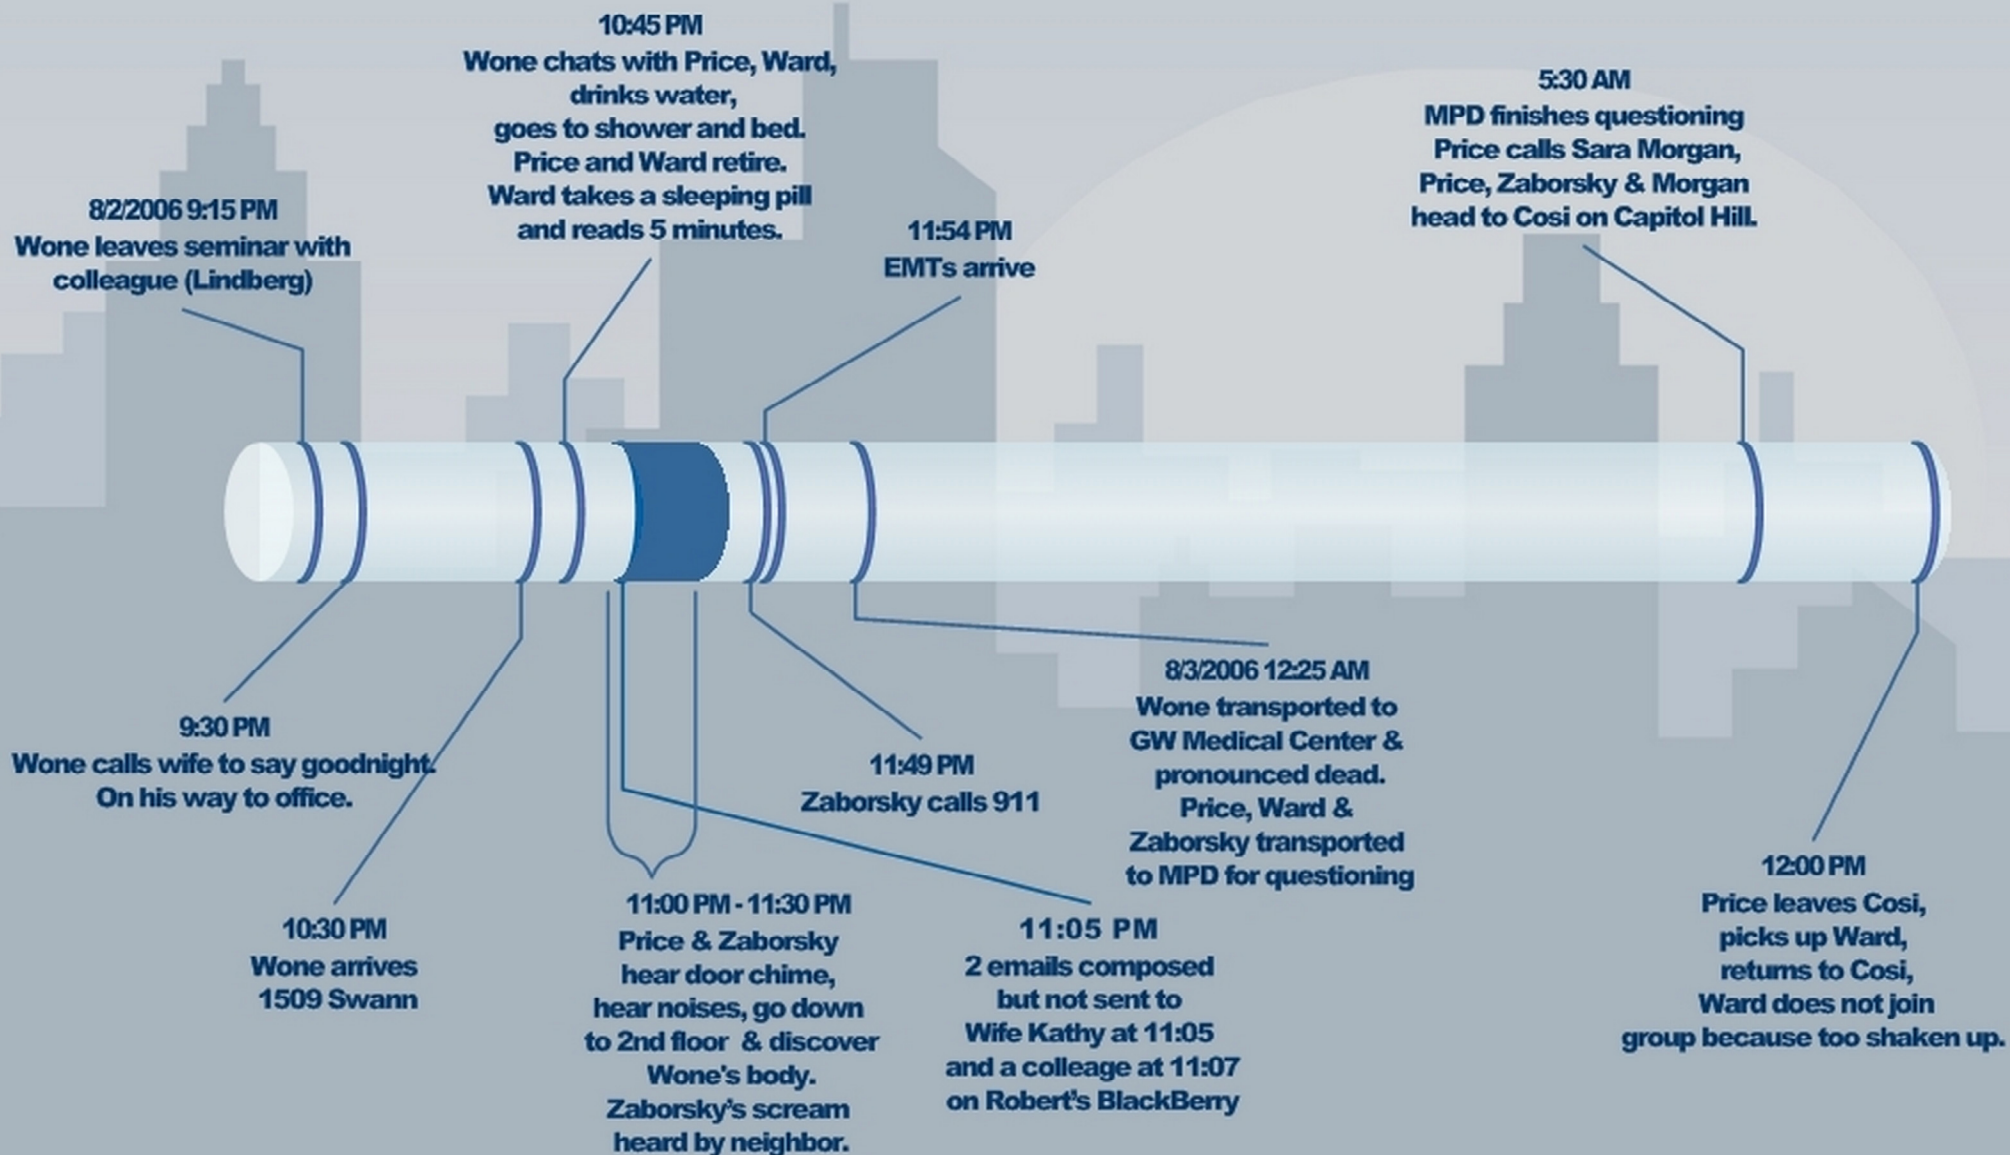 8/2/2006 9:15 PM
Wone leaves seminar with
colleague (Lindberg)
9:30 PM
Wone calls wife to say goodnight.
On his way to office.
10:30 PM
Wone arrives
1509 Swann
10:45 PM
Wone chats with Price, Ward,
drinks water,
goes to shower and bed.
Price and Ward retire.
Ward takes a sleeping pill
and reads 5 minutes.
11:00 PM - 11:30 PM
Price & Zaborsky
hear door chime,
hear noises, go down
to 2nd floor & discover
Wone's body.
Zaborsky's scream
heard by neighbor.
11:05 PM
2 emails composed
but not sent to
Wife Kathy at 11:05
and a colleage at 11:07
on Robert's BlackBerry
11:49 PM
Zaborsky calls 911
11:54 PM
EMTs arrive
8/3/2006 12:25 AM
Wone transported to
GW Medical Center &
pronounced dead.
Price, Ward &
Zaborsky transported
to MPD for questioning
5:30 AM
MPD finishes questioning
Price calls Sara Morgan,
Price, Zaborsky & Morgan
head to Cosi on Capitol Hill.
12:00 PM
Price leaves Cosi,
picks up Ward,
returns to Cosi,
Ward does not join
group because too shaken up.